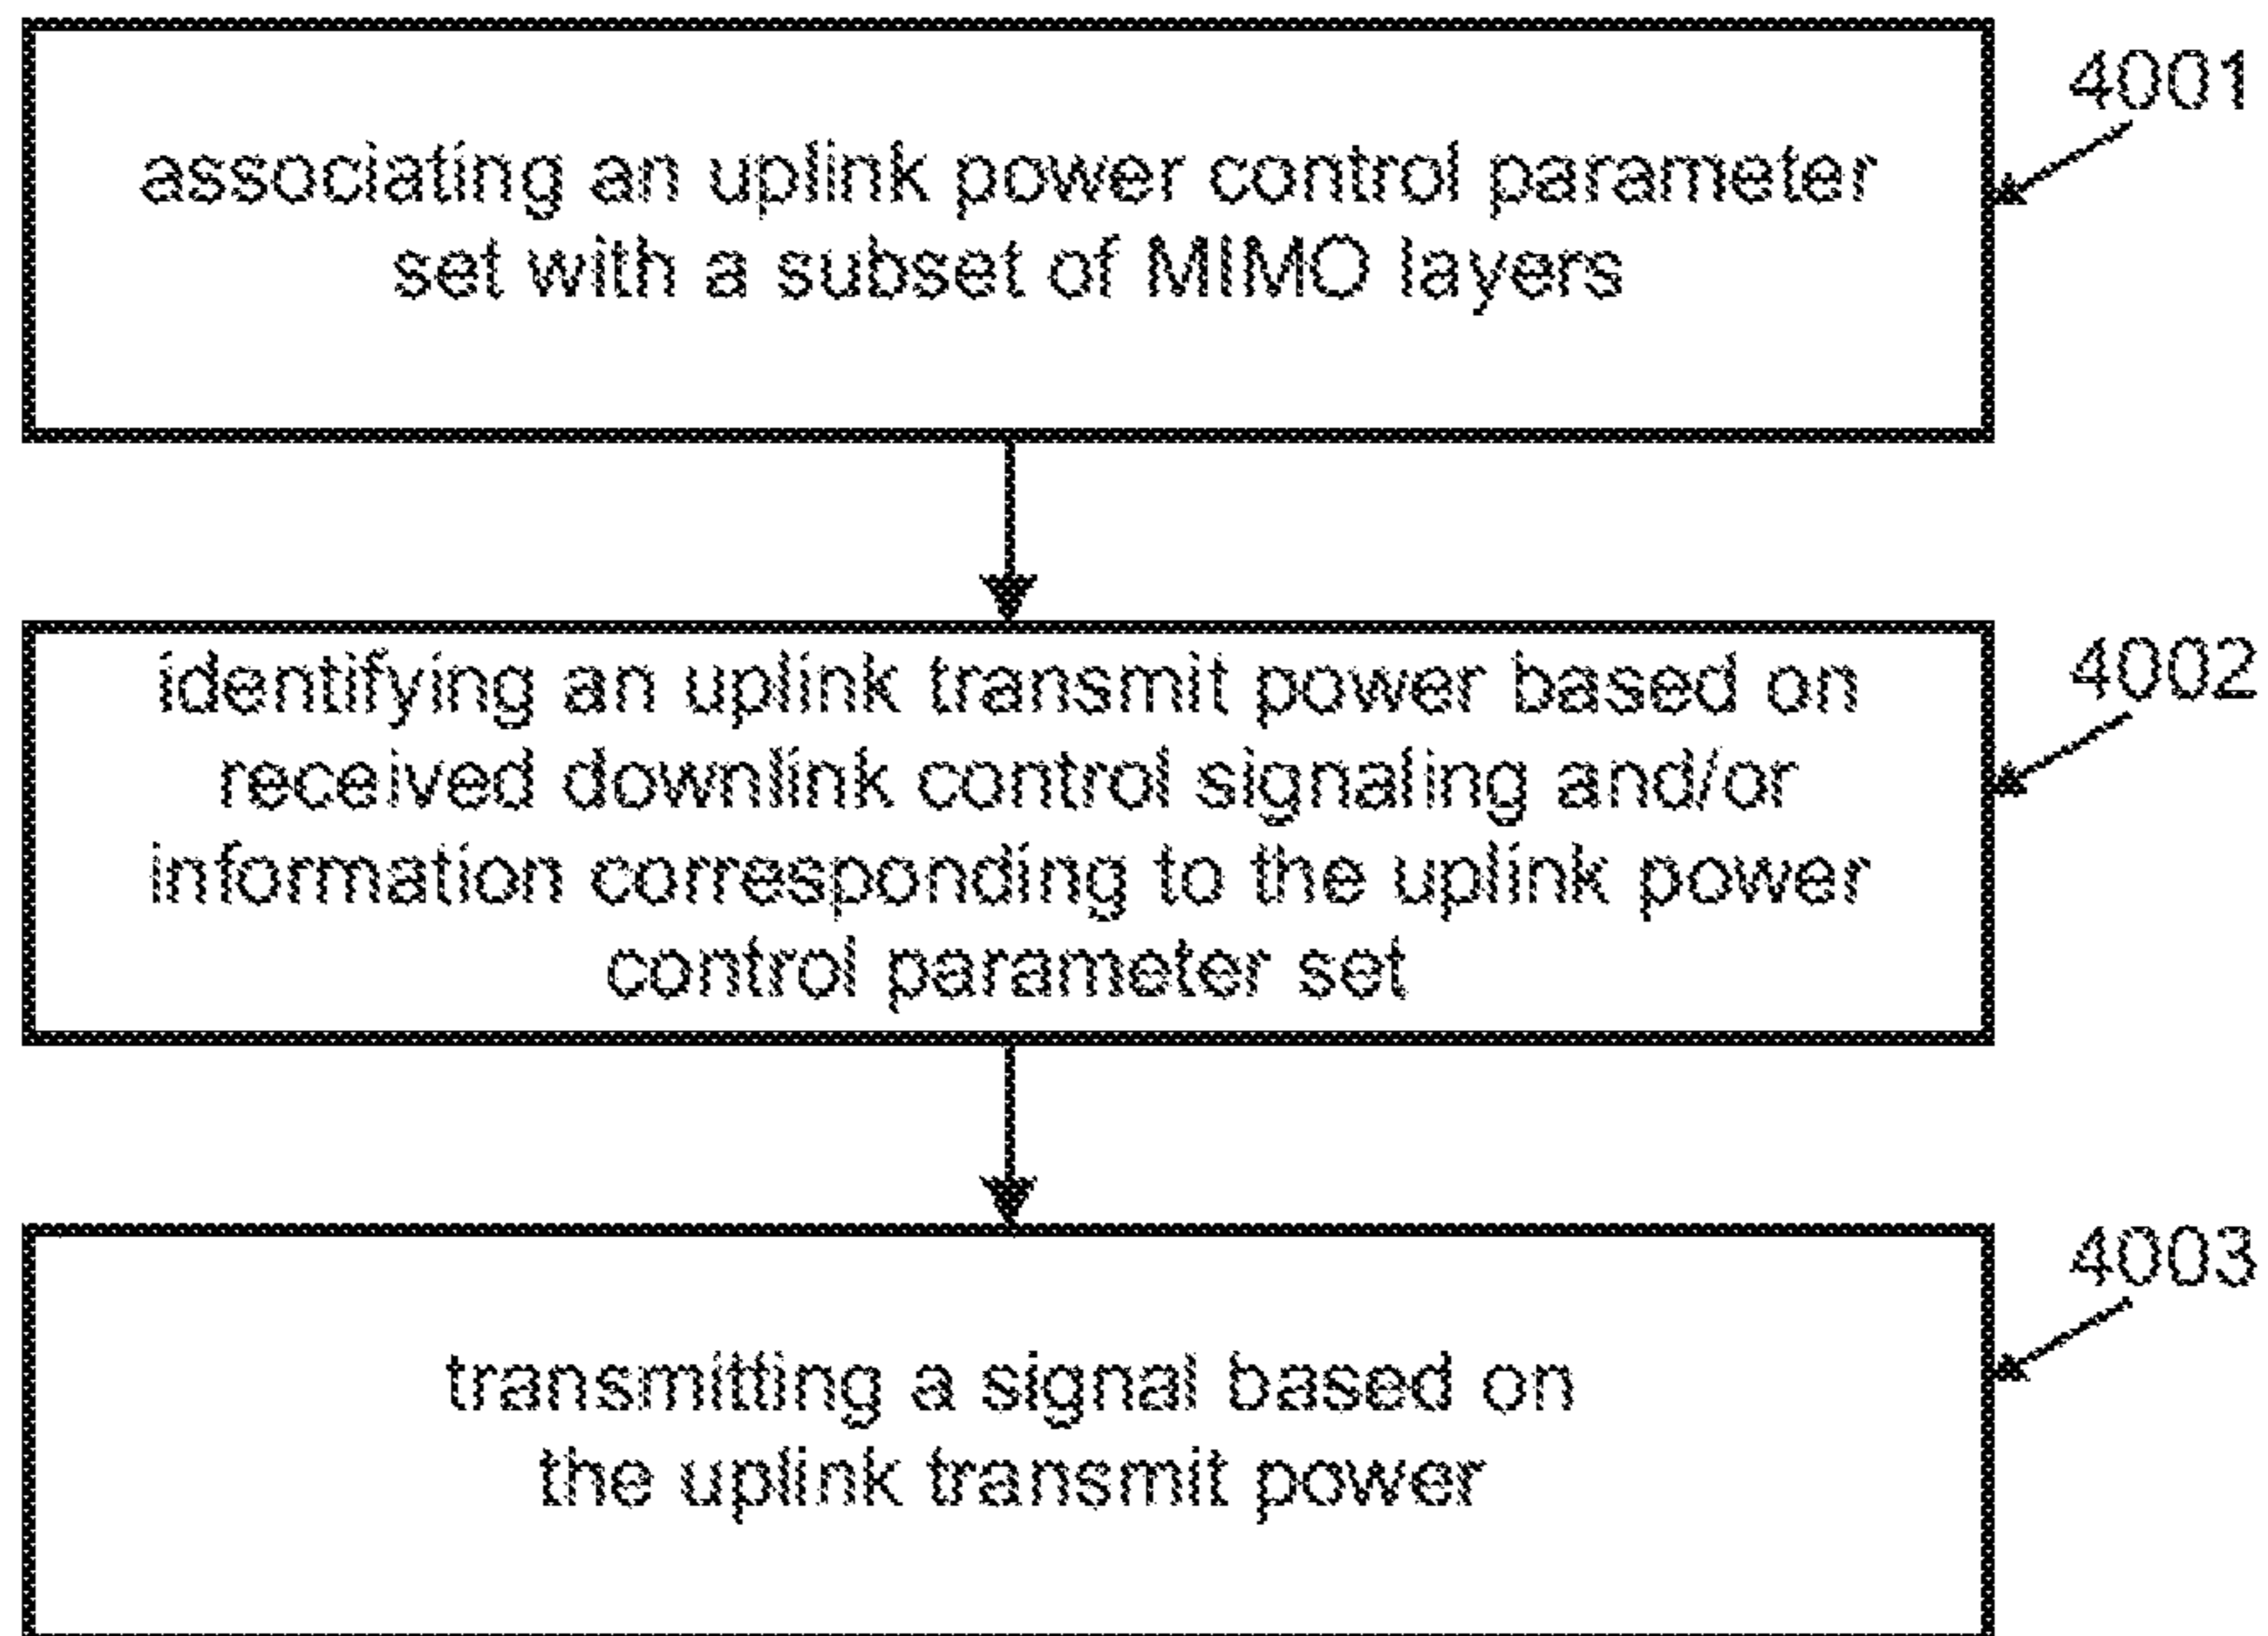 4001
associating an uplink power control parameter
set with a subset of MIMO layers
4002
identifying an uplink transmit power based on
received downlink control signaling and/or
information corresponding to the uplink power
control parameter set
4003
transmitting a signal based on
the uplink transmit power